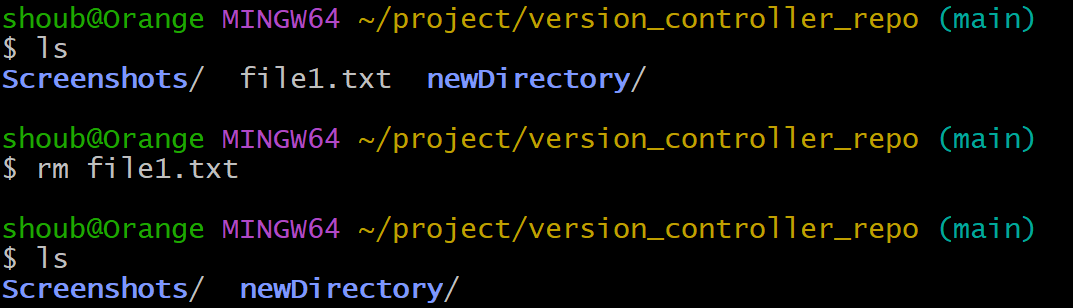 shoub@Orange MINGW64 ~/project/version_controller_repo (main)
$ ls
Screenshots/  file1.txt  newDirectory/
shoub@Orange MINGW64 ~/project/version_controller_repo (main)
$ rm file1.txt
shoub@Orange MINGW64 ~/project/version_controller_repo (main)
$ ls
Screenshots/  newDirectory/